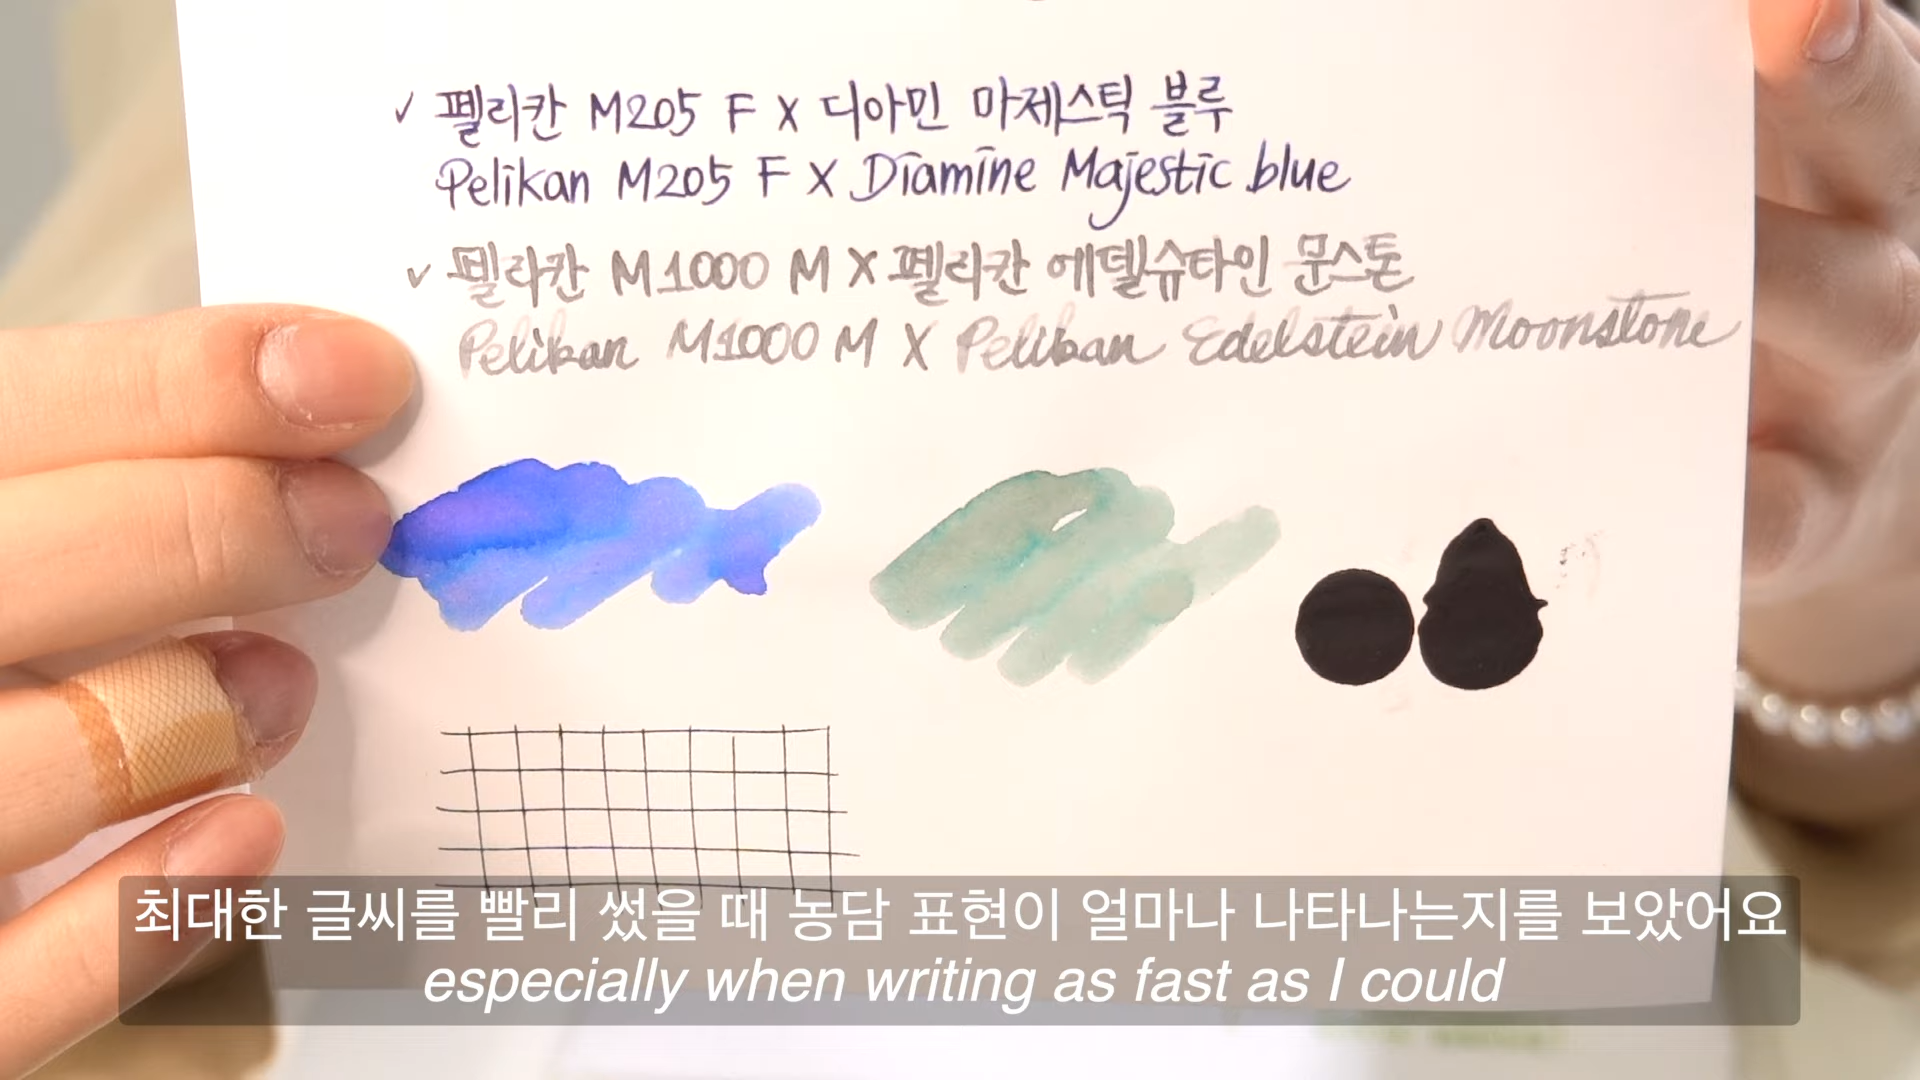 ✓ 펠리칸 M205 F X 디아민 마제스틱 블루
Pelikan M205 F X Diamine Majestic blue
✓ 펠리칸 M1000 M X 펠리칸 에델슈타인 문스톤
Pelikan M1000 M X Pelikan Edelstein Moonstone
최대한 글씨를 빨리 썼을 때 농담 표현이 얼마나 나타나는지를 보았어요
especially when writing as fast as I could